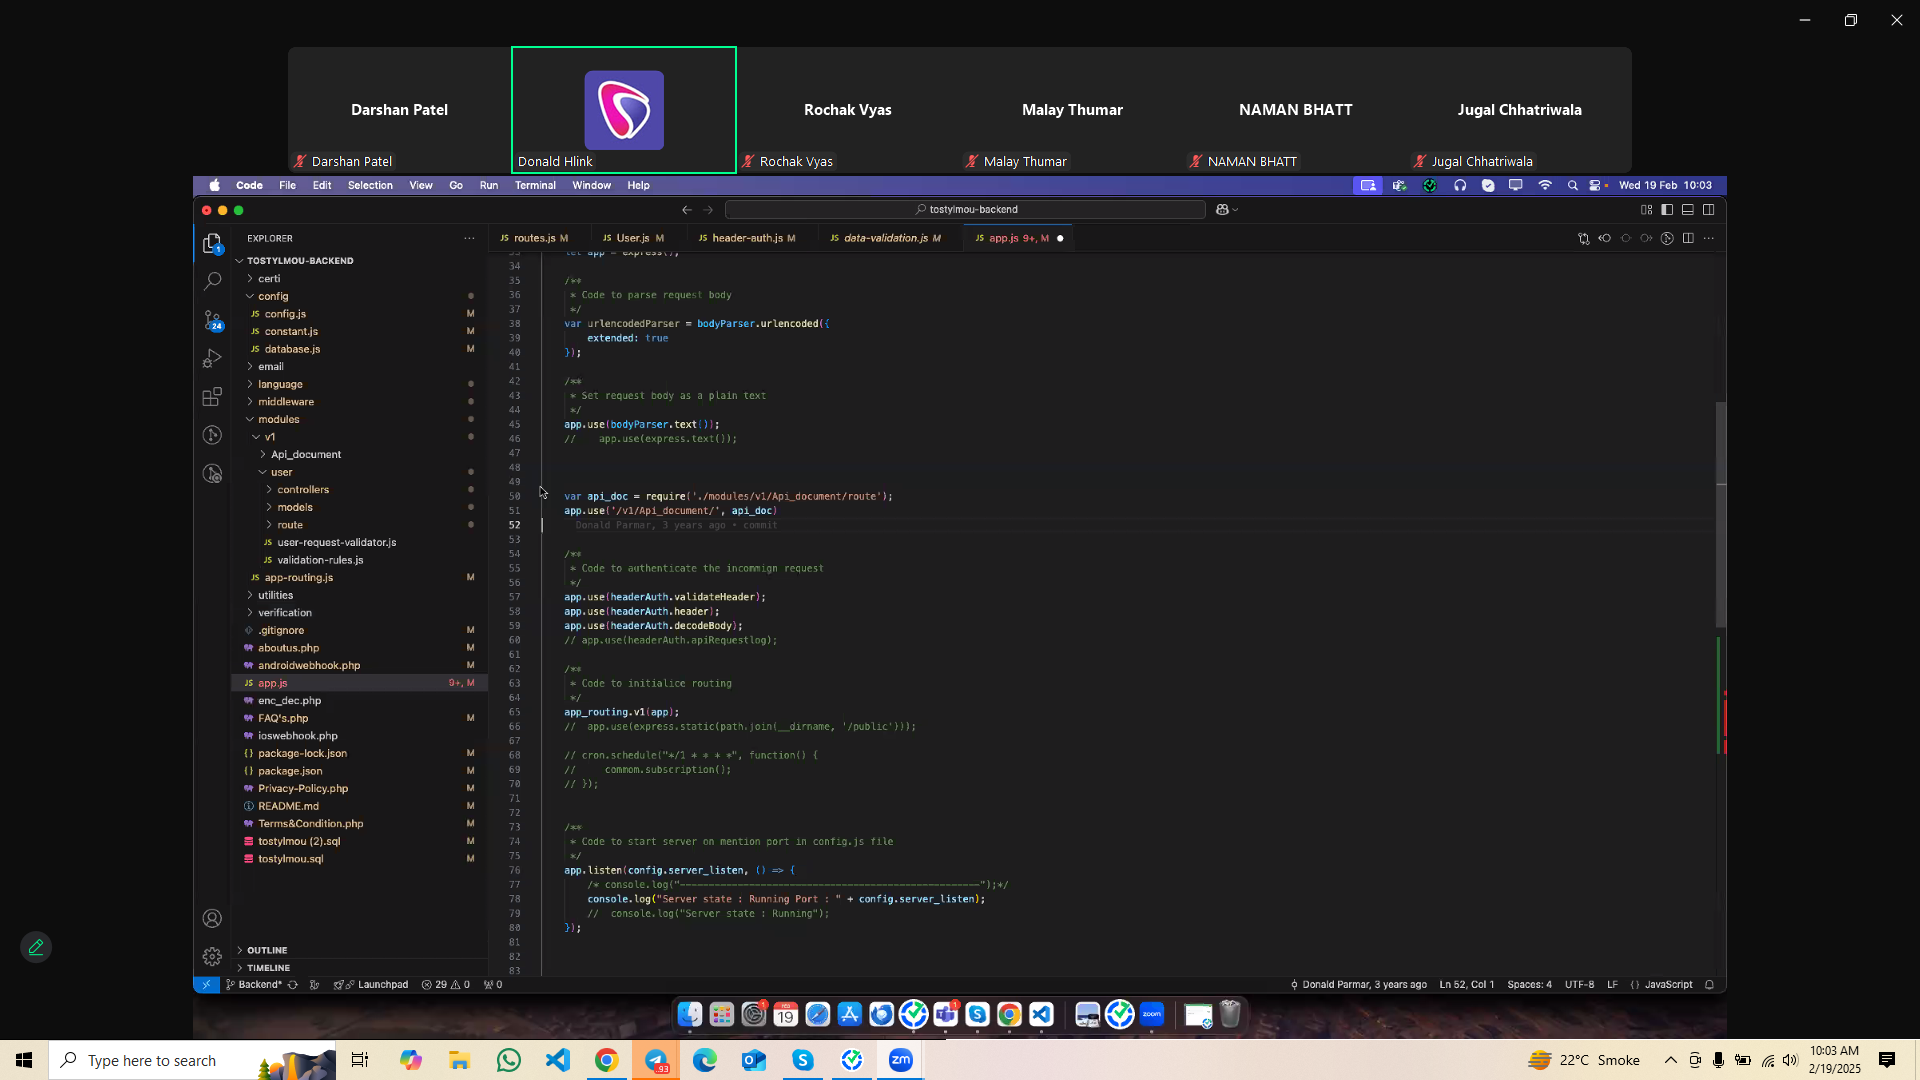 Darshan Patel
Rochak Vyas
Malay Thumar
NAMAN BHATT
Jugal Chhatriwala
Darshan Patel
Donald Hlink
Rochak Vyas
Malay Thumar
NAMAN BHATT
Jugal Chhatriwala
Code File Edit Selection View Go Run Terminal Window Help
Wed 19 Feb 10:03
tostylmou-backend
EXPLORER
routes.js M
User.js M
header-auth.js M
data-validation.js M
app.js 9+, M
TOSTYLMOU-BACKEND
certi
config
config.js M
constant.js M
database.js M
email
language
middleware
modules
v1
Api_document
user
controllers
models
route
user-request-validator.js
validation-rules.js
app-routing.js M
utilities
verification
.gitignore M
aboutus.php M
androidwebhook.php M
app.js 9+, M
enc_dec.php
FAQ's.php M
ioswebhook.php
package-lock.json M
package.json M
Privacy-Policy.php M
README.md M
Terms&Condition.php M
tostylmou (2).sql M
tostylmou.sql M
OUTLINE
TIMELINE
1
24
33 let app = express();
34
35 /**
36 * Code to parse request body
37 */
38 var urlencodedParser = bodyParser.urlencoded({
39 extended: true
40 });
41
42 /**
43 * Set request body as a plain text
44 */
45 app.use(bodyParser.text());
46 // app.use(express.text());
47
48
49
50 var api_doc = require('./modules/v1/Api_document/route');
51 app.use('/v1/Api_document/', api_doc)
52 Donald Parmar, 3 years ago • commit
53
54 /**
55 * Code to authenticate the incommign request
56 */
57 app.use(headerAuth.validateHeader);
58 app.use(headerAuth.header);
59 app.use(headerAuth.decodeBody);
60 // app.use(headerAuth.apiRequestlog);
61
62 /**
63 * Code to initialice routing
64 */
65 app_routing.v1(app);
66 // app.use(express.static(path.join(__dirname, '/public')));
67
68 // cron.schedule("*/1 * * * *", function() {
69 // commom.subscription();
70 // });
71
72
73 /**
74 * Code to start server on mention port in config.js file
75 */
76 app.listen(config.server_listen, () => {
77 /* console.log("----------------------------------------------------");*/
78 console.log("Server state : Running Port : " + config.server_listen);
79 // console.log("Server state : Running");
80 });
81
82
83
Backend* Launchpad 29 0 0
Donald Parmar, 3 years ago Ln 52, Col 1 Spaces: 4 UTF-8 LF {} JavaScript
FEB
19
zoom
Type here to search
93
zm
22°C Smoke
10:03 AM
2/19/2025